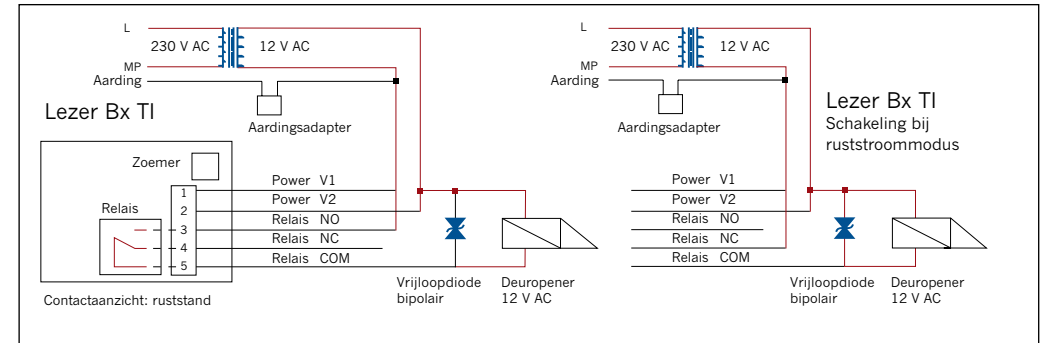 L
230 V AC 12 V AC
MP
Aarding
Aardingsadapter
Lezer Bx TI
Zoemer
Relais
1
2
3
4
5
Power V1
Power V2
Relais NO
Relais NC
Relais COM
Contactaanzicht: ruststand
Vrijloopdiode
bipolair
Deuropener
12 V AC
L
230 V AC 12 V AC
MP
Aarding
Aardingsadapter
Lezer Bx TI
Schakeling bij
ruststroommodus
Power V1
Power V2
Relais NO
Relais NC
Relais COM
Vrijloopdiode
bipolair
Deuropener
12 V AC